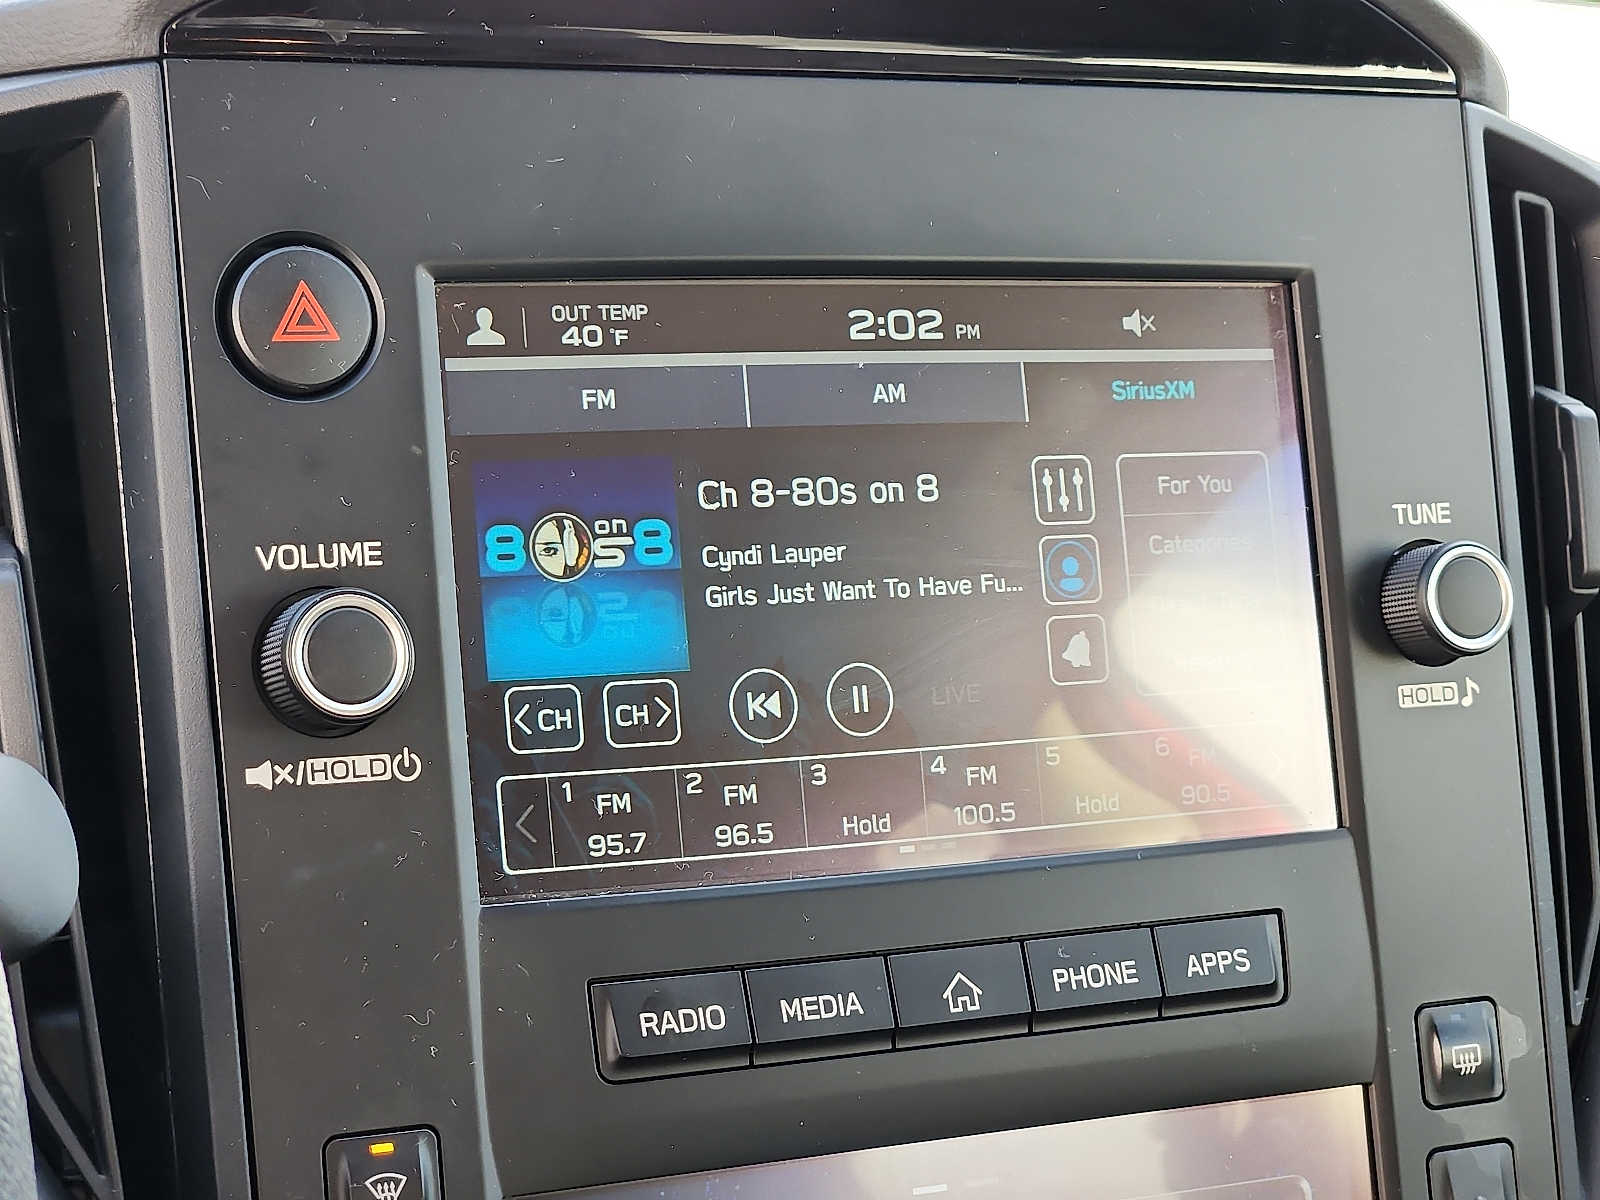 OUT TEMP
40 °F
2:02 PM
FM
AM
SiriusXM
80s on 8
Ch 8-80s on 8
Cyndi Lauper
Girls Just Want To Have Fu...
For You
Categories
< CH
CH >
LIVE
1 FM 95.7
2 FM 96.5
3 Hold
4 FM 100.5
5 Hold
6 FM 90.5
VOLUME
/HOLD
TUNE
HOLD
RADIO
MEDIA
PHONE
APPS